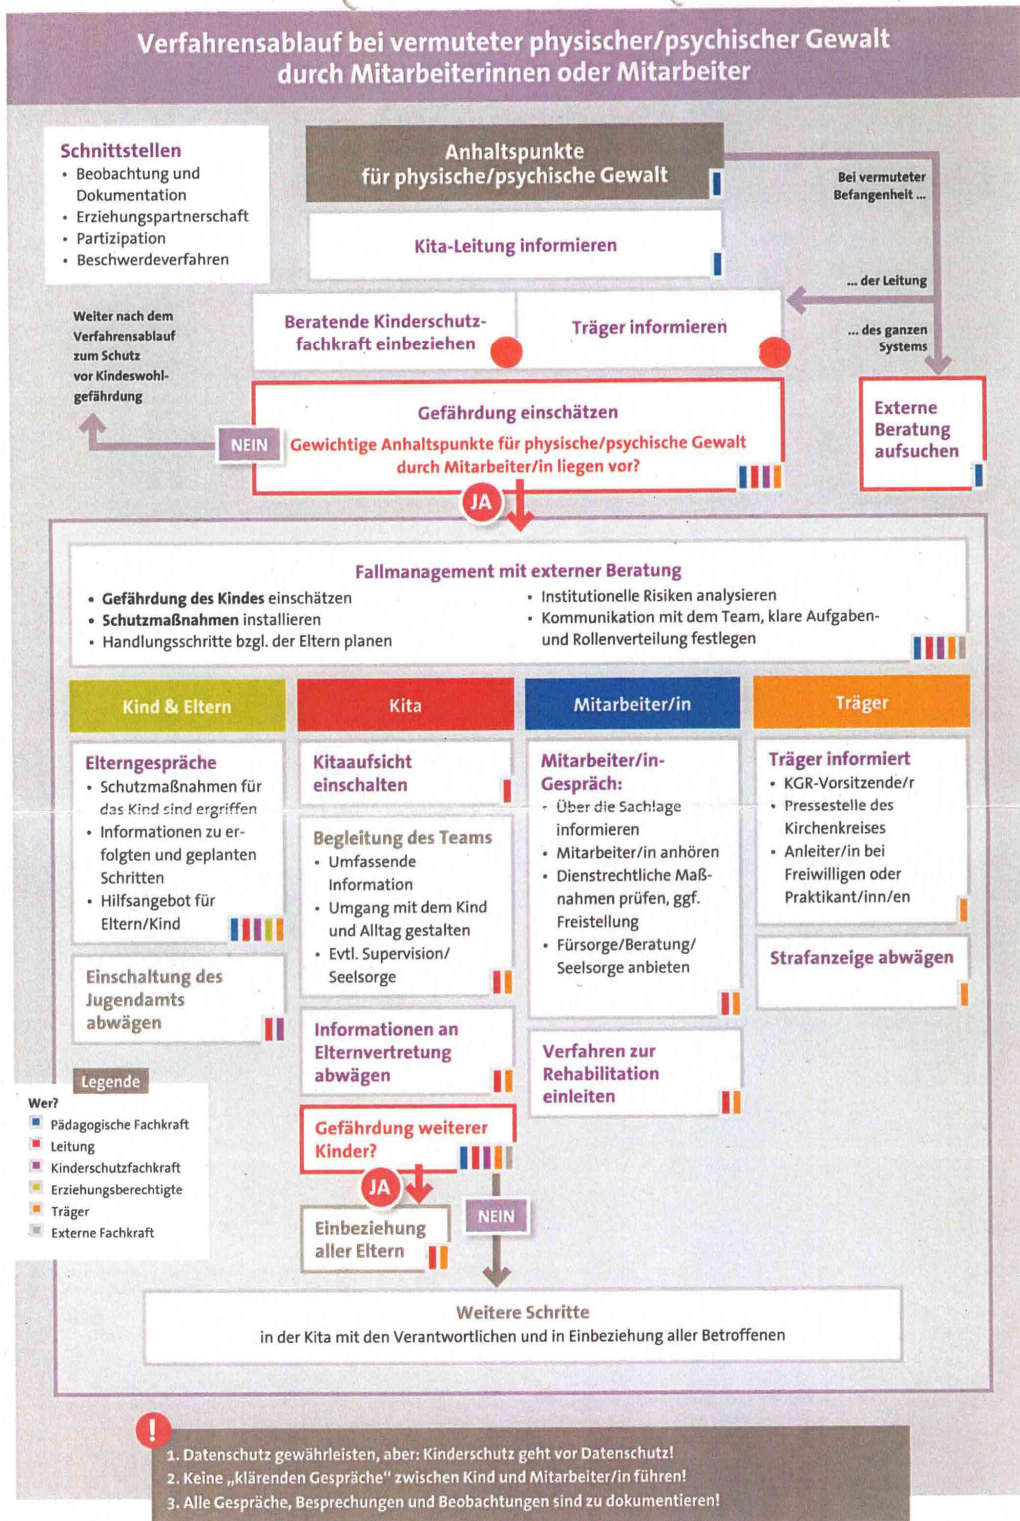 Verfahrensablauf bei vermuteter physischer/psychischer Gewalt
durch Mitarbeiterinnen oder Mitarbeiter
Schnittstellen
• Beobachtung und
Dokumentation
• Erziehungspartnerschaft
• Partizipation
• Beschwerdeverfahren
Anhaltspunkte
für physische/psychische Gewalt
Bei vermuteter
Befangenheit ...
Kita-Leitung informieren
... der Leitung
... des ganzen
Systems
Weiter nach dem
Verfahrensablauf
zum Schutz
vor Kindeswohl-
gefährdung
Beratende Kinderschutz-
fachkraft einbeziehen
Träger informieren
Gefährdung einschätzen
Gewichtige Anhaltspunkte für physische/psychische Gewalt
durch Mitarbeiter/in liegen vor?
NEIN
JA
Externe
Beratung
aufsuchen
Fallmanagement mit externer Beratung
• Gefährdung des Kindes einschätzen
• Schutzmaßnahmen installieren
• Handlungsschritte bzgl. der Eltern planen
• Institutionelle Risiken analysieren
• Kommunikation mit dem Team, klare Aufgaben-
und Rollenverteilung festlegen
Kind & Eltern
Elterngespräche
• Schutzmaßnahmen für
das Kind sind ergriffen
• Informationen zu er-
folgten und geplanten
Schritten
• Hilfsangebot für
Eltern/Kind
Einschaltung des
Jugendamts
abwägen
Kita
Kitaaufsicht
einschalten
Begleitung des Teams
• Umfassende
Information
• Umgang mit dem Kind
und Alltag gestalten
• Evtl. Supervision/
Seelsorge
Informationen an
Elternvertretung
abwägen
Gefährdung weiterer
Kinder?
JA
NEIN
Einbeziehung
aller Eltern
Mitarbeiter/in
Mitarbeiter/in-
Gespräch:
• Über die Sachlage
informieren
• Mitarbeiter/in anhören
• Dienstrechtliche Maß-
nahmen prüfen, ggf.
Freistellung
• Fürsorge/Beratung/
Seelsorge anbieten
Verfahren zur
Rehabilitation
einleiten
Träger
Träger informiert
• KGR-Vorsitzende/r
• Pressestelle des
Kirchenkreises
• Anleiter/in bei
Freiwilligen oder
Praktikant/inn/en
Strafanzeige abwägen
Legende
Wer?
Pädagogische Fachkraft
Leitung
Kinderschutzfachkraft
Erziehungsberechtigte
Träger
Externe Fachkraft
Weitere Schritte
in der Kita mit den Verantwortlichen und in Einbeziehung aller Betroffenen
!
1. Datenschutz gewährleisten, aber: Kinderschutz geht vor Datenschutz!
2. Keine „klärenden Gespräche“ zwischen Kind und Mitarbeiter/in führen!
3. Alle Gespräche, Besprechungen und Beobachtungen sind zu dokumentieren!